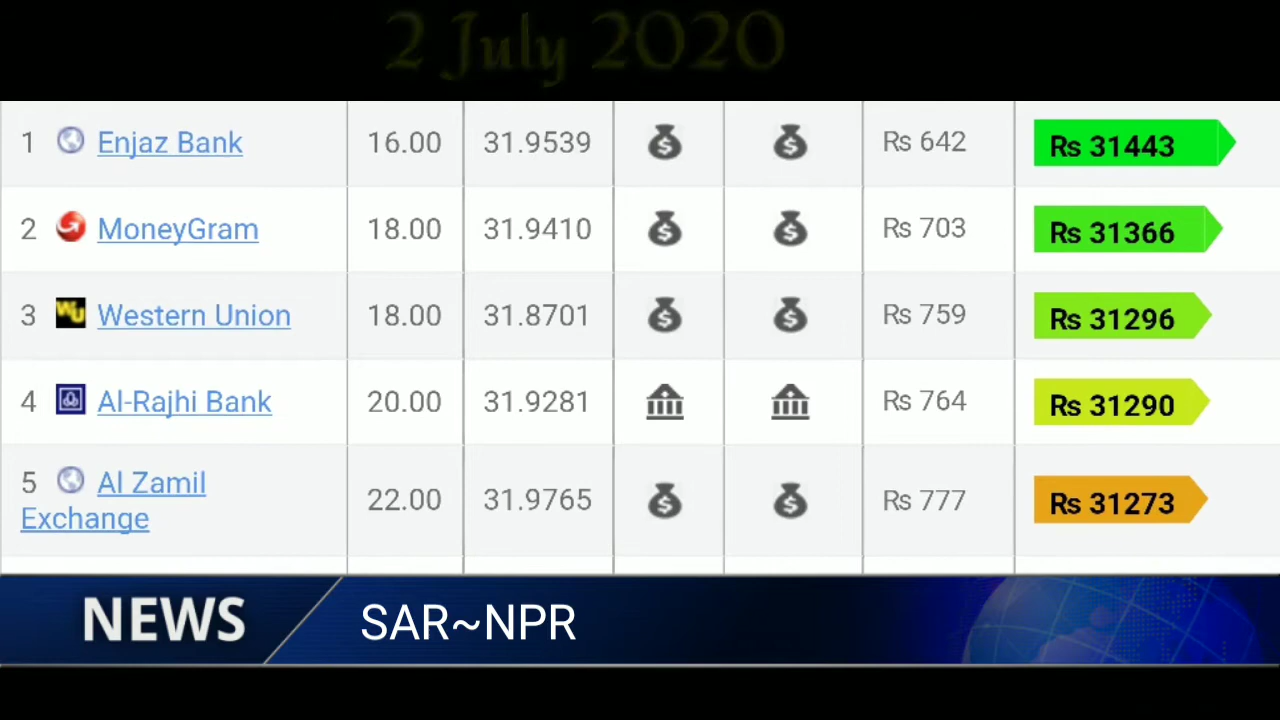 2 July 2020
1 Enjaz Bank 16.00 31.9539 ₨ 642 ₨ 31443
2 MoneyGram 18.00 31.9410 ₨ 703 ₨ 31366
3 WU Western Union 18.00 31.8701 ₨ 759 ₨ 31296
4 Al-Rajhi Bank 20.00 31.9281 ₨ 764 ₨ 31290
5 Al Zamil
Exchange 22.00 31.9765 ₨ 777 ₨ 31273
NEWS SAR~NPR